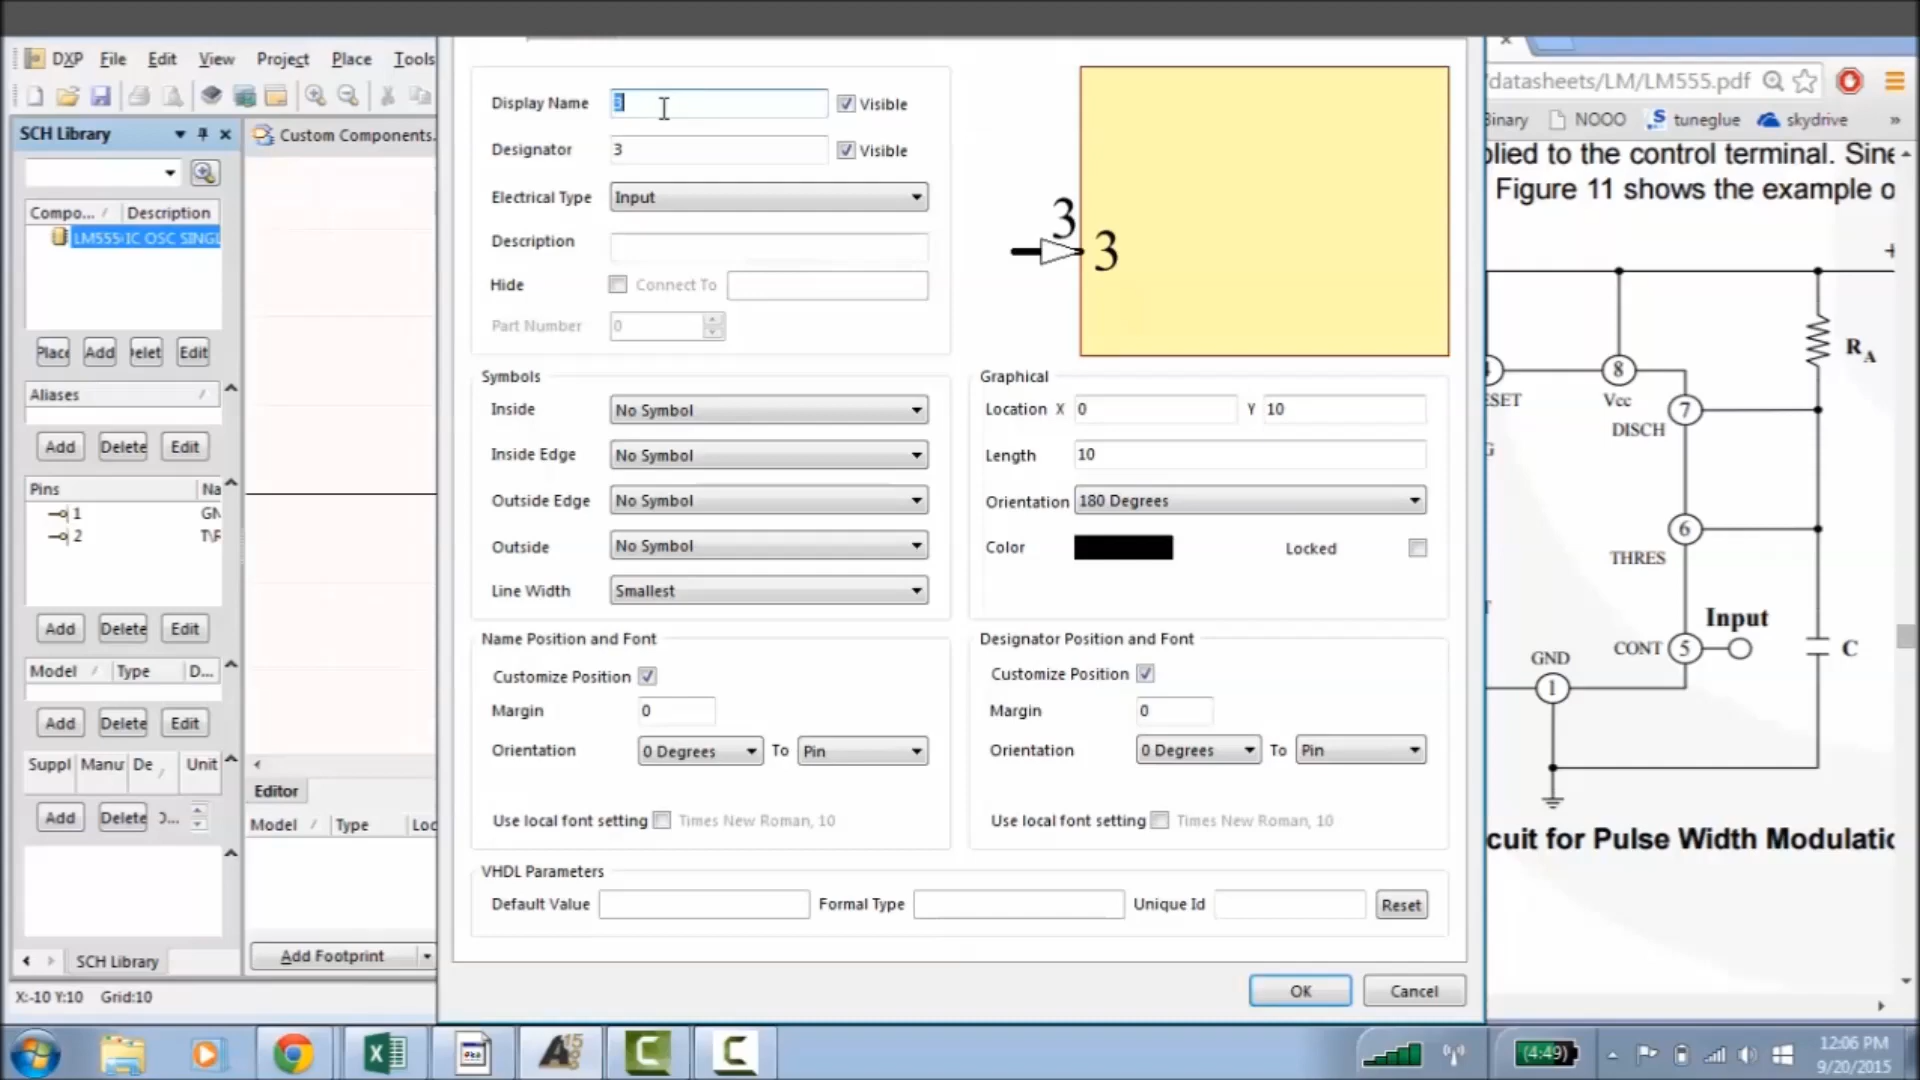 DXP File Edit View Project Place Tools
SCH Library
Custom Components.
Compo... / Description
LM555 IC OSC SINGL
Place Add Delet Edit
Aliases /
Add Delete Edit
Pins Na
1 GN
2 T\F
Add Delete Edit
Model / Type D...
Add Delete Edit
Suppl Manu De / Unit
Add Delete
SCH Library
X:-10 Y:10 Grid:10
Editor
Model / Type Loc
Add Footprint
Display Name 3 Visible
Designator 3 Visible
Electrical Type Input
Description
Hide Connect To
Part Number 0
3
3
Symbols
Inside No Symbol
Inside Edge No Symbol
Outside Edge No Symbol
Outside No Symbol
Line Width Smallest
Graphical
Location X 0 Y 10
Length 10
Orientation 180 Degrees
Color Locked
Name Position and Font
Customize Position
Margin 0
Orientation 0 Degrees To Pin
Use local font setting Times New Roman, 10
Designator Position and Font
Customize Position
Margin 0
Orientation 0 Degrees To Pin
Use local font setting Times New Roman, 10
VHDL Parameters
Default Value Formal Type Unique Id Reset
OK Cancel
/datasheets/LM/LM555.pdf
Binary NOOO tuneglue skydrive »
plied to the control terminal. Sine
Figure 11 shows the example o
+
RA
8
ESET Vcc
7
DISCH
6
THRES
Input
CONT 5 C
GND
1
cuit for Pulse Width Modulatio
(4:49)
12:06 PM
9/20/2015